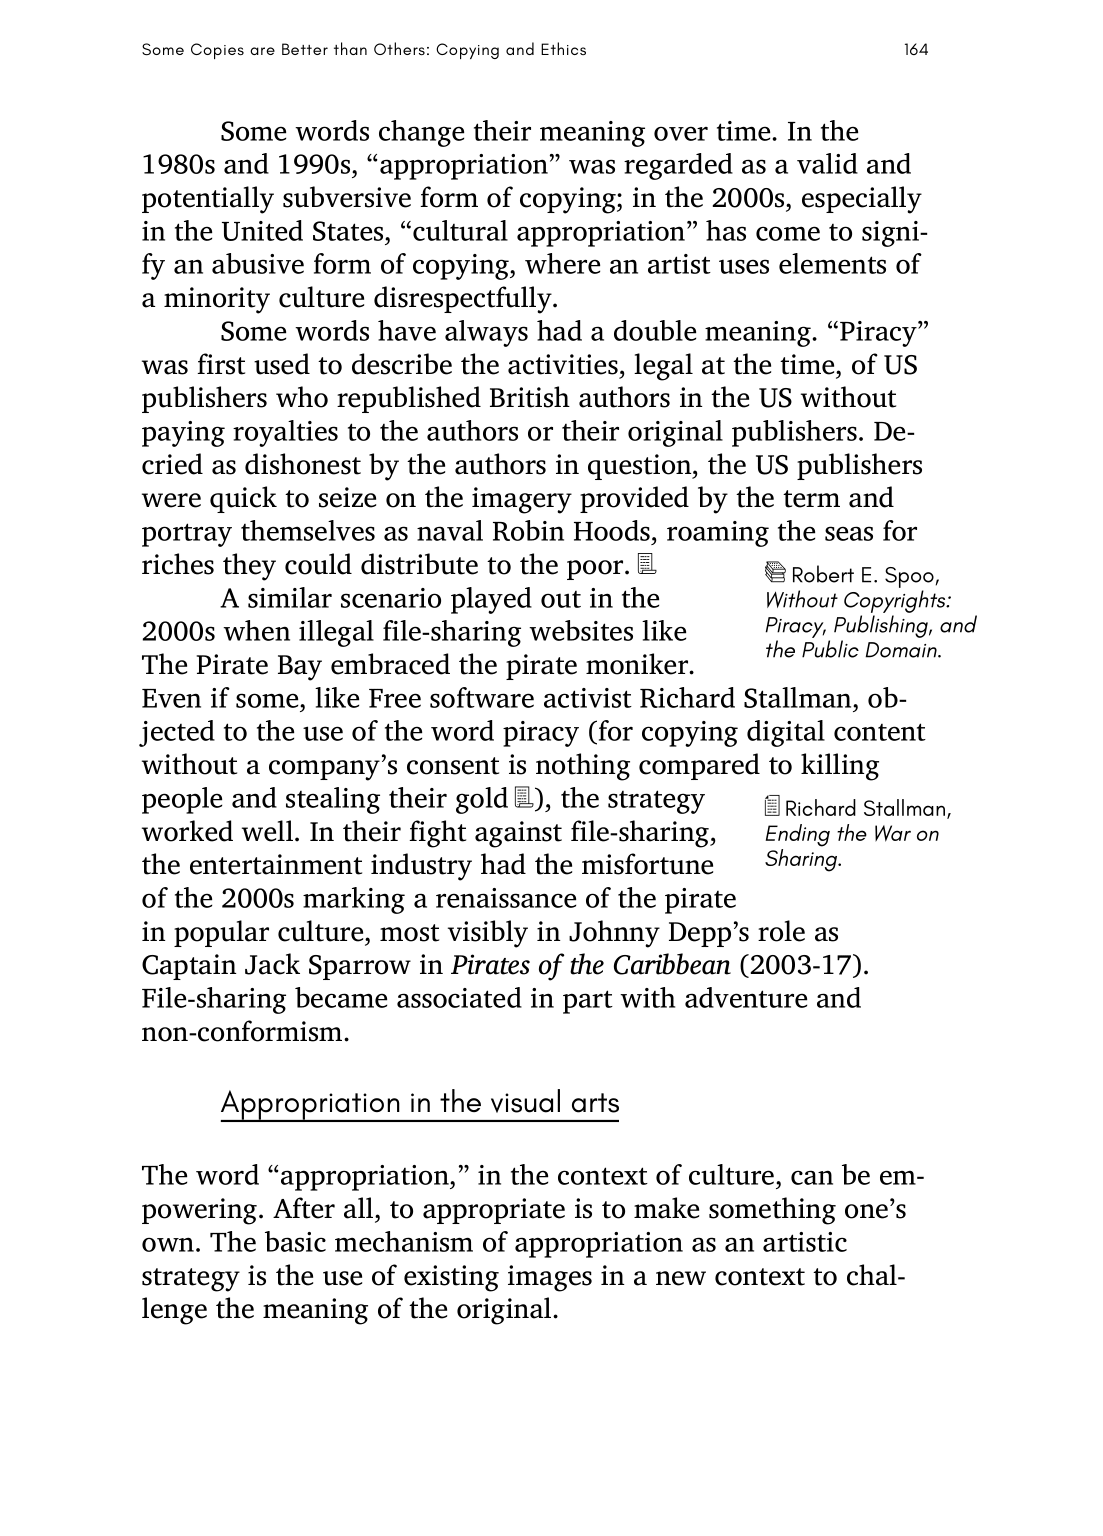 Some Copies are Better than Others: Copying and Ethics 164
Some words change their meaning over time. In the
1980s and 1990s, “appropriation” was regarded as a valid and
potentially subversive form of copying; in the 2000s, especially
in the United States, “cultural appropriation” has come to signi-
fy an abusive form of copying, where an artist uses elements of
a minority culture disrespectfully.
Some words have always had a double meaning. “Piracy”
was first used to describe the activities, legal at the time, of US
publishers who republished British authors in the US without
paying royalties to the authors or their original publishers. De-
cried as dishonest by the authors in question, the US publishers
were quick to seize on the imagery provided by the term and
portray themselves as naval Robin Hoods, roaming the seas for
riches they could distribute to the poor.
Robert E. Spoo,
Without Copyrights:
Piracy, Publishing, and
the Public Domain.
A similar scenario played out in the
2000s when illegal file-sharing websites like
The Pirate Bay embraced the pirate moniker.
Even if some, like Free software activist Richard Stallman, ob-
jected to the use of the word piracy (for copying digital content
without a company’s consent is nothing compared to killing
people and stealing their gold ), the strategy
worked well. In their fight against file-sharing,
the entertainment industry had the misfortune
of the 2000s marking a renaissance of the pirate
in popular culture, most visibly in Johnny Depp’s role as
Captain Jack Sparrow in Pirates of the Caribbean (2003-17).
File-sharing became associated in part with adventure and
non-conformism.
Richard Stallman,
Ending the War on
Sharing.
Appropriation in the visual arts
The word “appropriation,” in the context of culture, can be em-
powering. After all, to appropriate is to make something one’s
own. The basic mechanism of appropriation as an artistic
strategy is the use of existing images in a new context to chal-
lenge the meaning of the original.